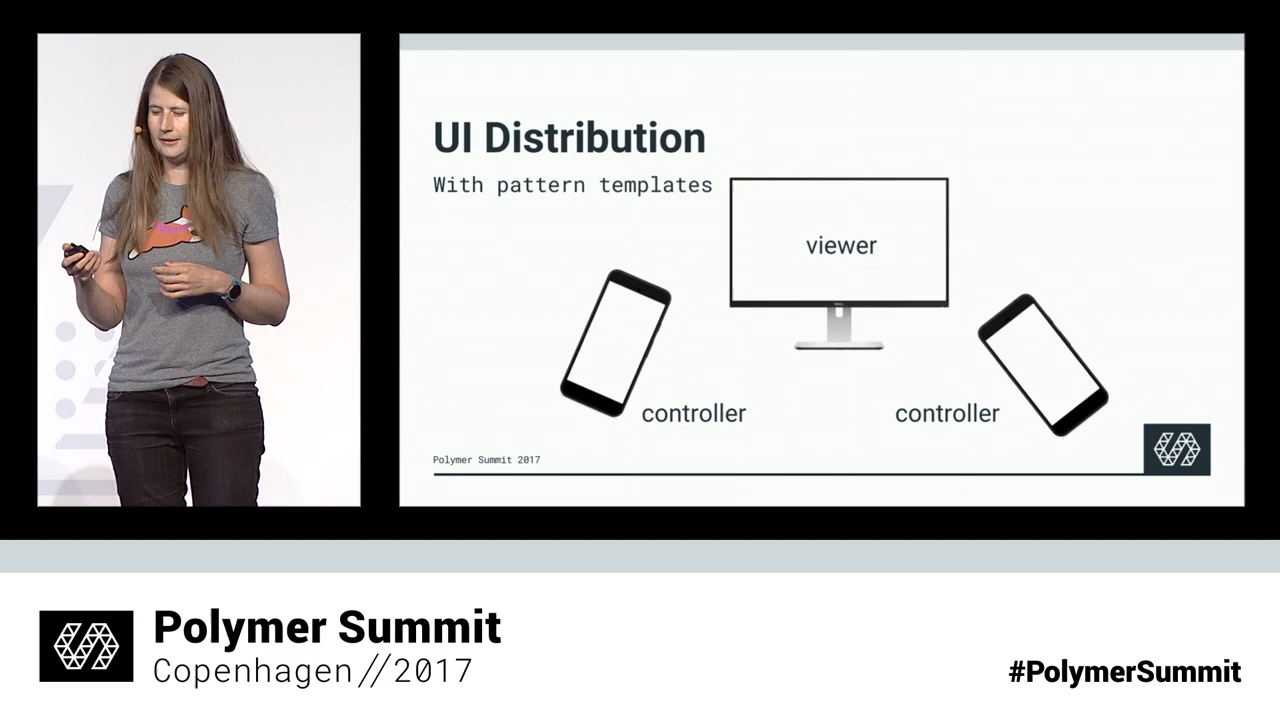 UI Distribution
With pattern templates
viewer
controller
controller
Polymer Summit 2017
Polymer Summit
Copenhagen//2017
#PolymerSummit